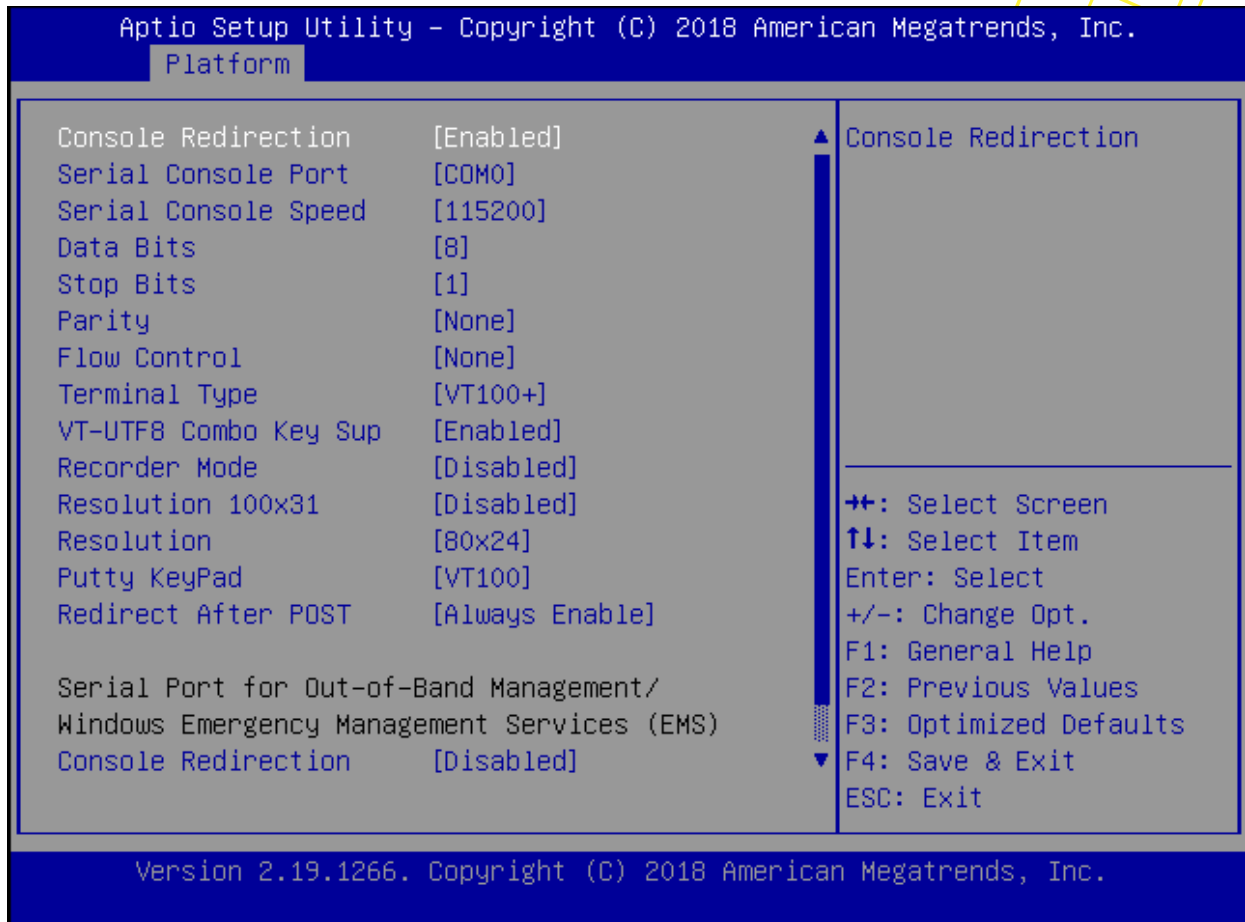 Aptio Setup Utility – Copyright (C) 2018 American Megatrends, Inc.
Platform
Console Redirection [Enabled]
Serial Console Port [COM0]
Serial Console Speed [115200]
Data Bits [8]
Stop Bits [1]
Parity [None]
Flow Control [None]
Terminal Type [VT100+]
VT-UTF8 Combo Key Sup [Enabled]
Recorder Mode [Disabled]
Resolution 100x31 [Disabled]
Resolution [80x24]
Putty KeyPad [VT100]
Redirect After POST [Always Enable]
Serial Port for Out-of-Band Management/
Windows Emergency Management Services (EMS)
Console Redirection [Disabled]
Console Redirection
→←: Select Screen
↑↓: Select Item
Enter: Select
+/-: Change Opt.
F1: General Help
F2: Previous Values
F3: Optimized Defaults
F4: Save & Exit
ESC: Exit
Version 2.19.1266. Copyright (C) 2018 American Megatrends, Inc.